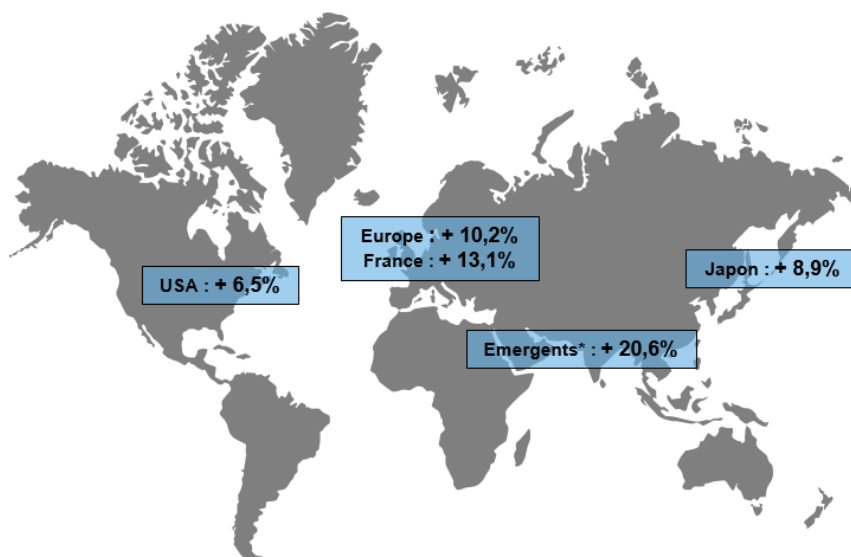 Europe : + 10,2%
France : + 13,1%
USA : + 6,5%
Japon : + 8,9%
Emergents* : + 20,6%